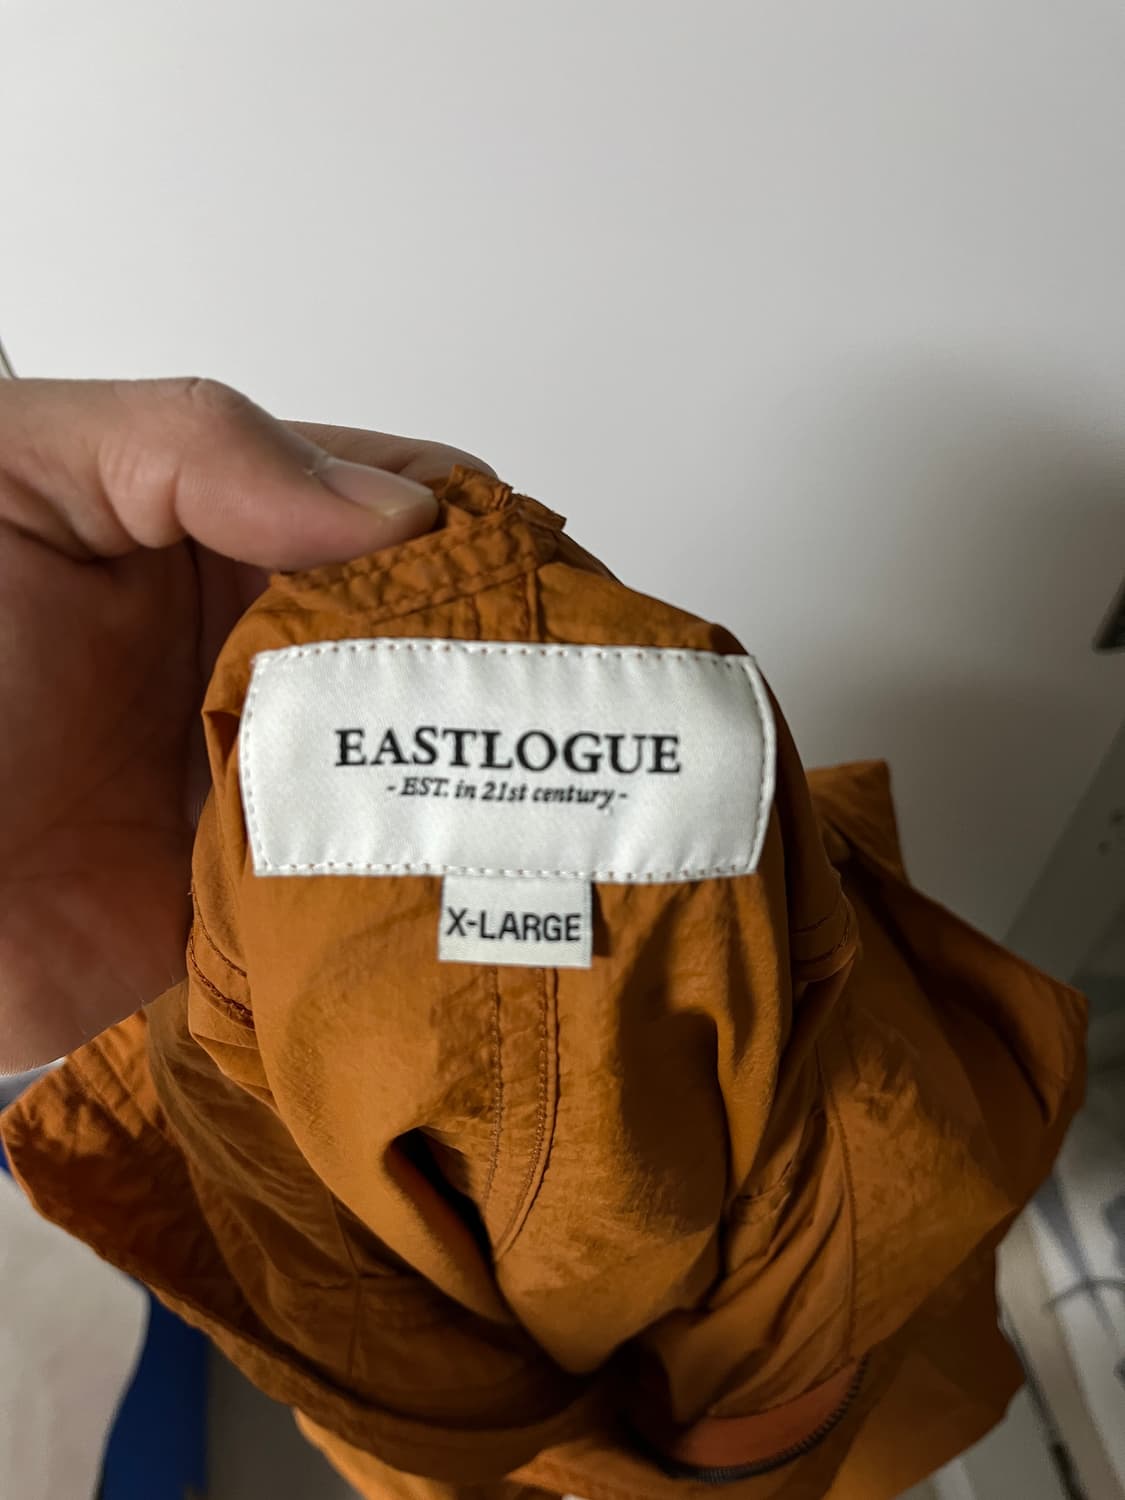 EASTLOGUE
- EST. in 21st century -
X-LARGE